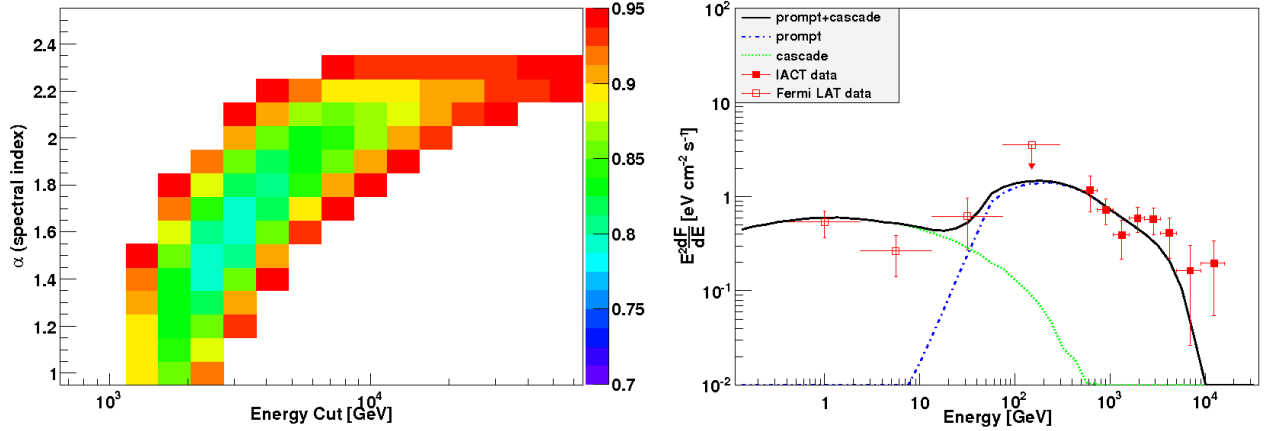 2.4
2.2
2
1.8
1.6
1.4
1.2
1
α (spectral index)
10³
10⁴
Energy Cut [GeV]
0.95
0.9
0.85
0.8
0.75
0.7
prompt+cascade
prompt
cascade
IACT data
Fermi LAT data
10²
10
1
10⁻¹
10⁻²
E² dF/dE [eV cm⁻² s⁻¹]
1
10
10²
10³
10⁴
Energy [GeV]